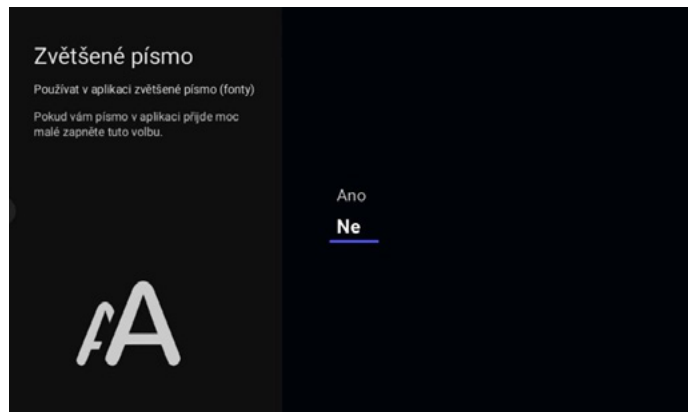 Zvětšené písmo
Používat v aplikaci zvětšené písmo (fonty)
Pokud vám písmo v aplikaci přijde moc
malé zapněte tuto volbu.
Ano
Ne
AA